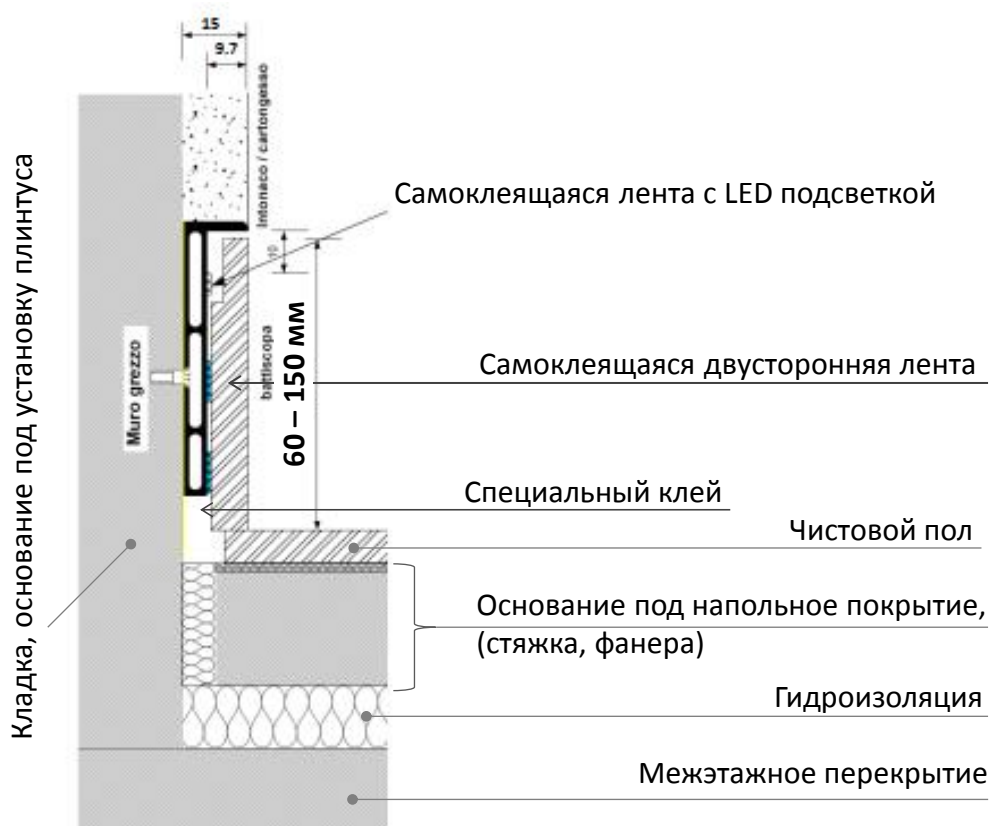 15
9.7
Intonaco / cartongesso
Самоклеящаяся лента с LED подсветкой
10
Кладка, основание под установку плинтуса
Muro grezzo
battiscopa
60 – 150 мм
Самоклеящаяся двусторонняя лента
Специальный клей
Чистовой пол
Основание под напольное покрытие,
(стяжка, фанера)
Гидроизоляция
Межэтажное перекрытие